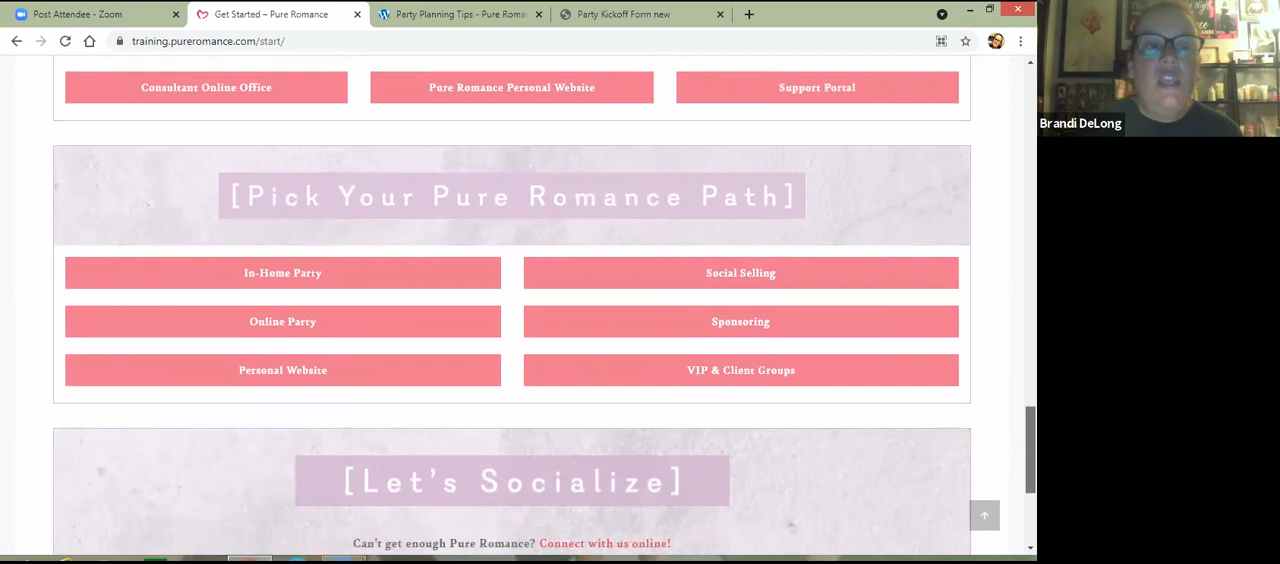 Post Attendee - Zoom
Get Started – Pure Romance
Party Planning Tips - Pure Roma
Party Kickoff Form new
training.pureromance.com/start/
Brandi DeLong
Consultant Online Office
Pure Romance Personal Website
Support Portal
[Pick Your Pure Romance Path]
In-Home Party
Social Selling
Online Party
Sponsoring
Personal Website
VIP & Client Groups
[Let's Socialize]
Can't get enough Pure Romance? Connect with us online!